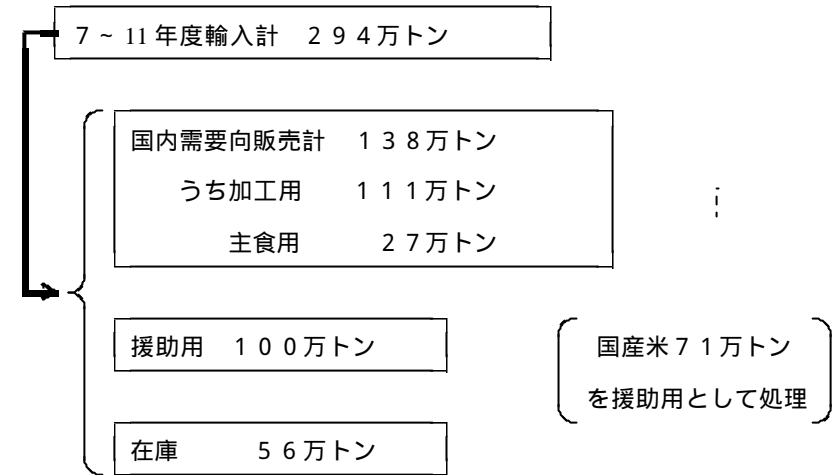 7~11年度輸入計 294万トン
国内需要向販売計 138万トン
うち加工用 111万トン
主食用 27万トン
援助用 100万トン
国産米71万トン
を援助用として処理
在庫 56万トン